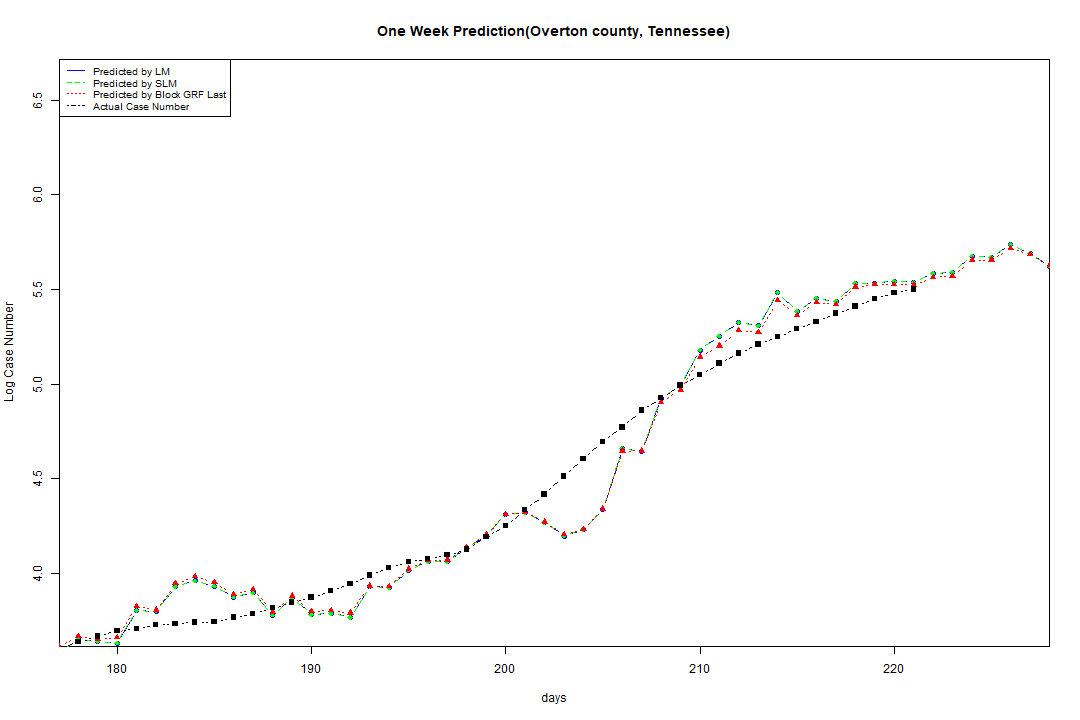 One Week Prediction(Overton county, Tennessee)
Predicted by LM
Predicted by SLM
Predicted by Block GRF Last
Actual Case Number
6.5
6.0
5.5
5.0
4.5
4.0
Log Case Number
180 190 200 210 220
days